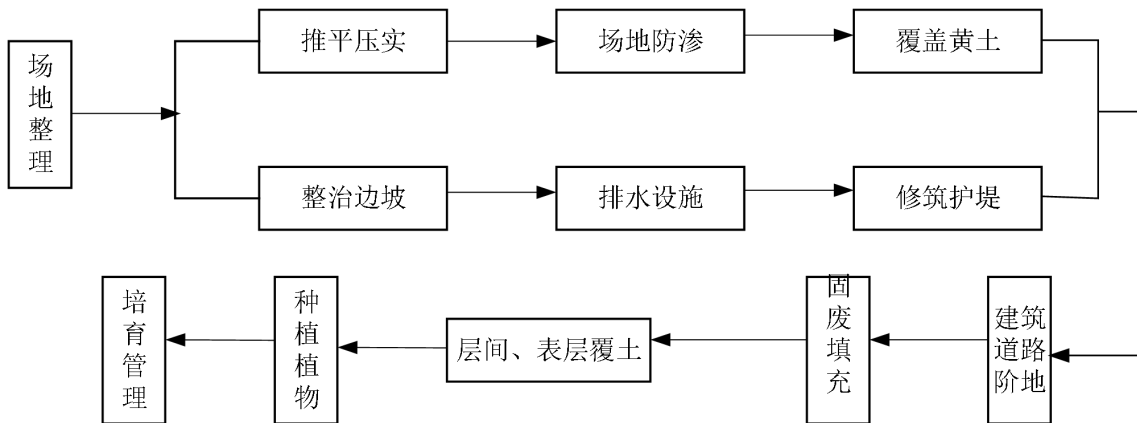 场地整理
推平压实
场地防渗
覆盖黄土
整治边坡
排水设施
修筑护堤
建筑
道路
阶地
固废填充
层间、表层覆土
种植植物
培育管理